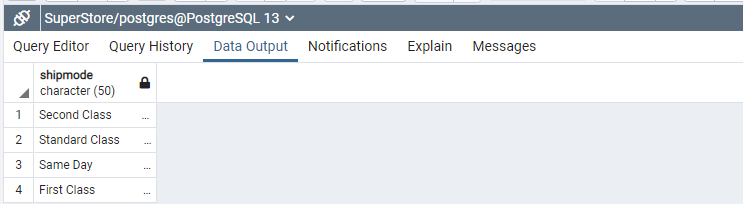 SuperStore/postgres@PostgreSQL 13
Query Editor Query History Data Output Notifications Explain Messages
shipmode
character (50)
1 Second Class ...
2 Standard Class ...
3 Same Day ...
4 First Class ...